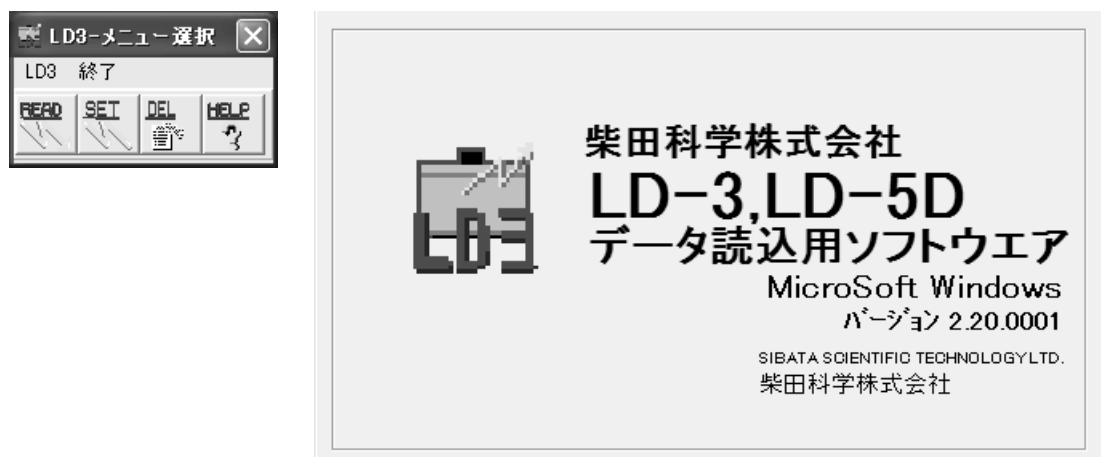 LD3-メニュー選択
LD3 終了
READ SET DEL HELP
柴田科学株式会社
LD-3,LD-5D
LD3
データ読込用ソフトウエア
MicroSoft Windows
バージョン 2.20.0001
SIBATA SCIENTIFIC TECHNOLOGY LTD.
柴田科学株式会社